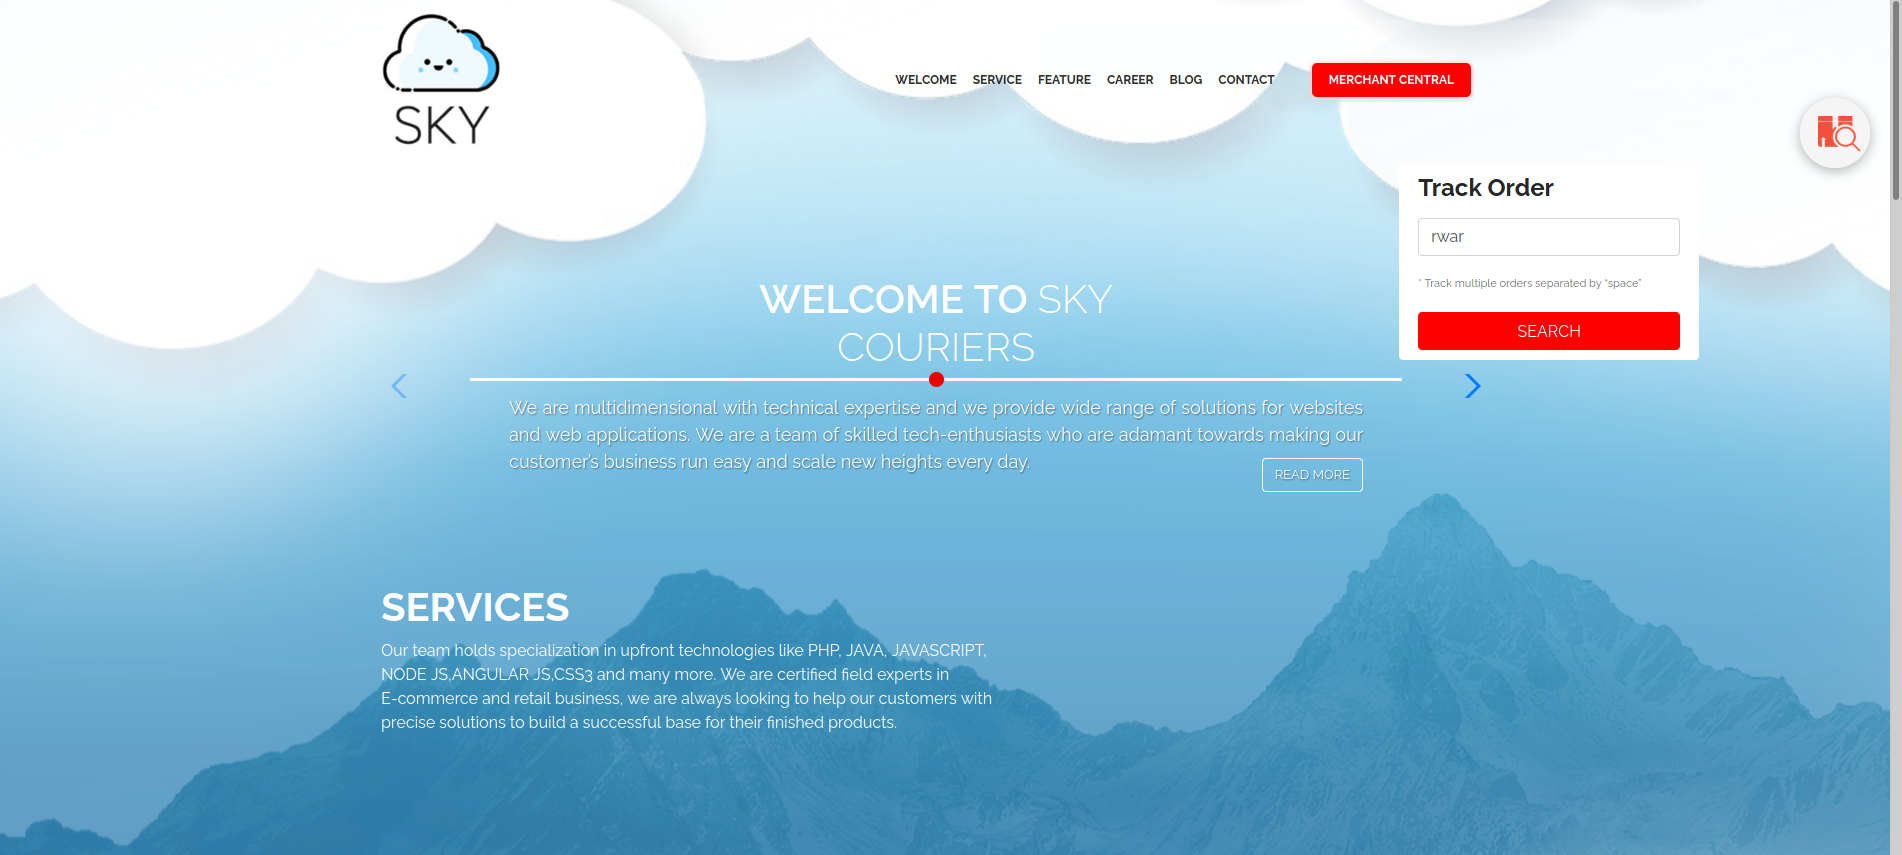 SKY
WELCOME SERVICE FEATURE CAREER BLOG CONTACT MERCHANT CENTRAL
Track Order
rwar
* Track multiple orders separated by “space”
SEARCH
WELCOME TO SKY
COURIERS
We are multidimensional with technical expertise and we provide wide range of solutions for websites
and web applications. We are a team of skilled tech-enthusiasts who are adamant towards making our
customer’s business run easy and scale new heights every day.
READ MORE
SERVICES
Our team holds specialization in upfront technologies like PHP, JAVA, JAVASCRIPT,
NODE JS,ANGULAR JS,CSS3 and many more. We are certified field experts in
E-commerce and retail business, we are always looking to help our customers with
precise solutions to build a successful base for their finished products.